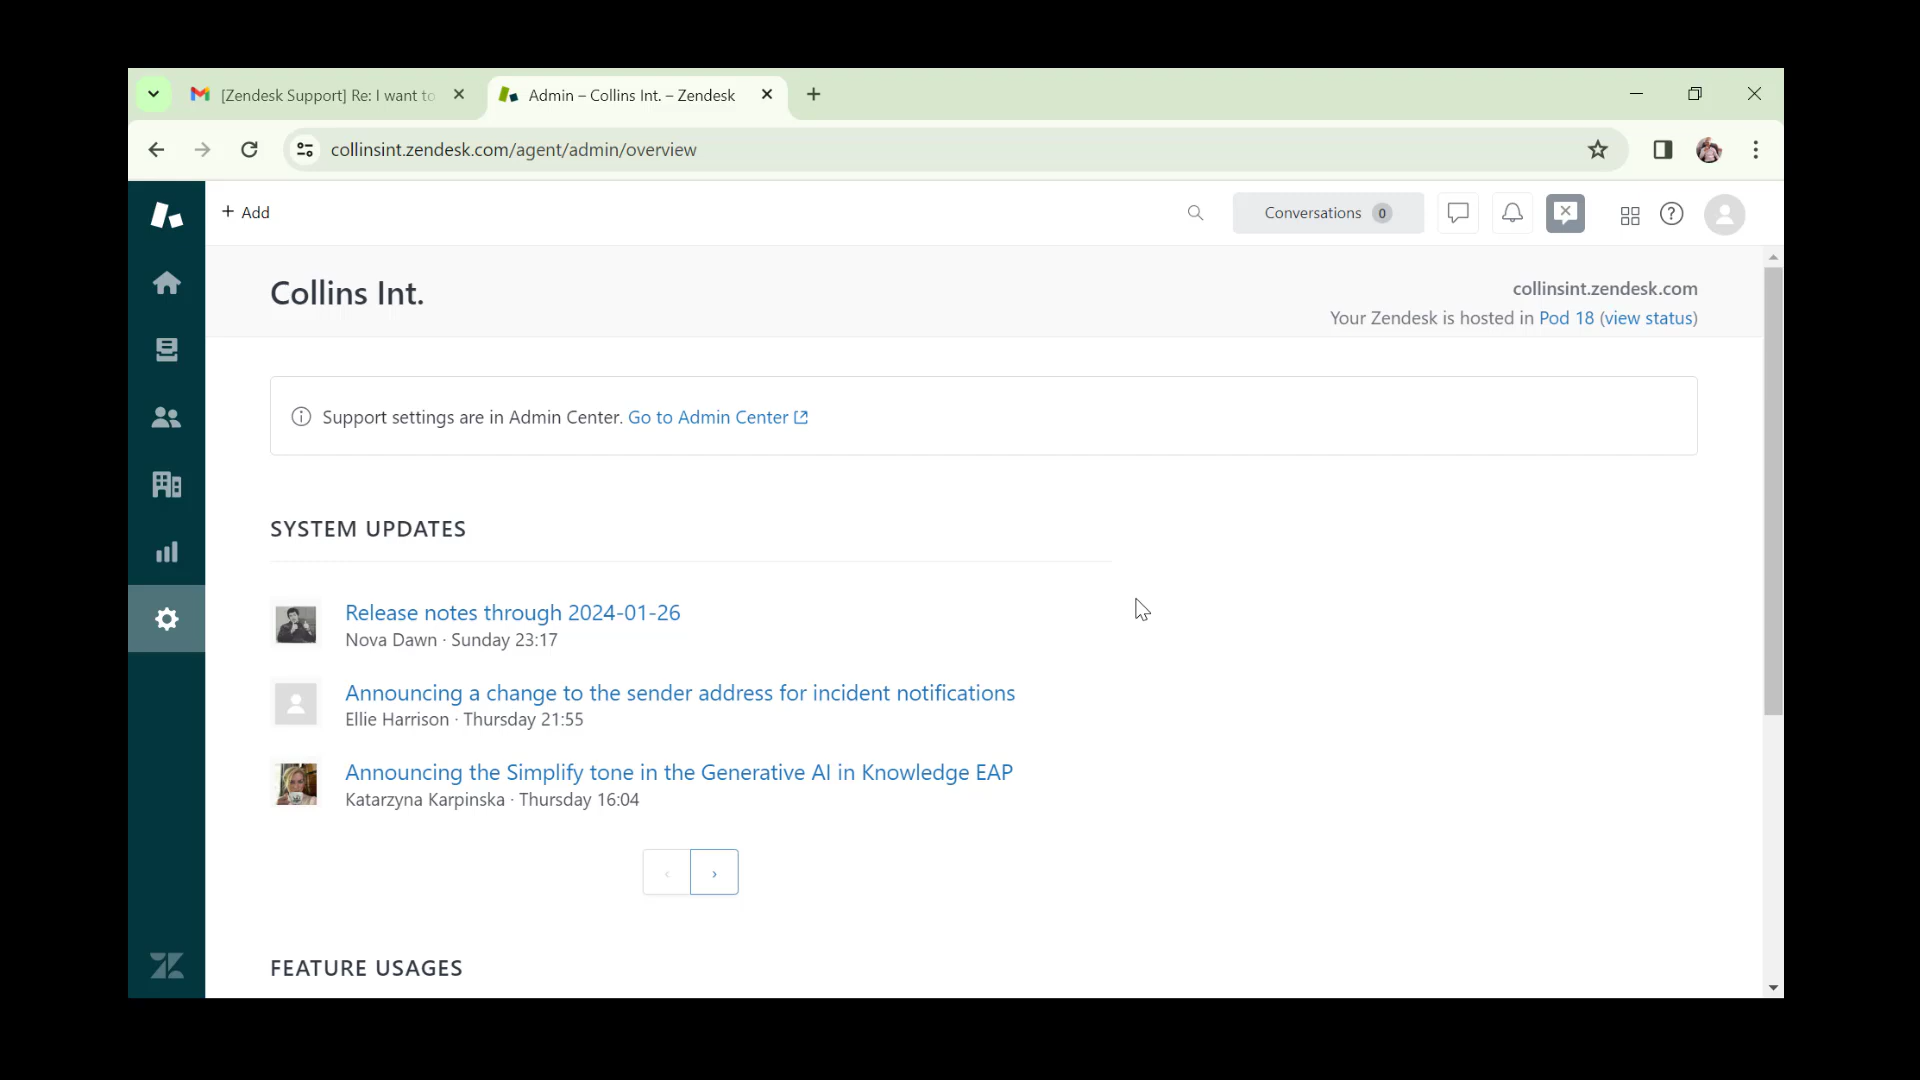 [Zendesk Support] Re: I want to
Admin – Collins Int. – Zendesk
collinsint.zendesk.com/agent/admin/overview
+ Add
Conversations 0
Collins Int.
collinsint.zendesk.com
Your Zendesk is hosted in Pod 18 (view status)
Support settings are in Admin Center. Go to Admin Center
SYSTEM UPDATES
Release notes through 2024-01-26
Nova Dawn · Sunday 23:17
Announcing a change to the sender address for incident notifications
Ellie Harrison · Thursday 21:55
Announcing the Simplify tone in the Generative AI in Knowledge EAP
Katarzyna Karpinska · Thursday 16:04
FEATURE USAGES